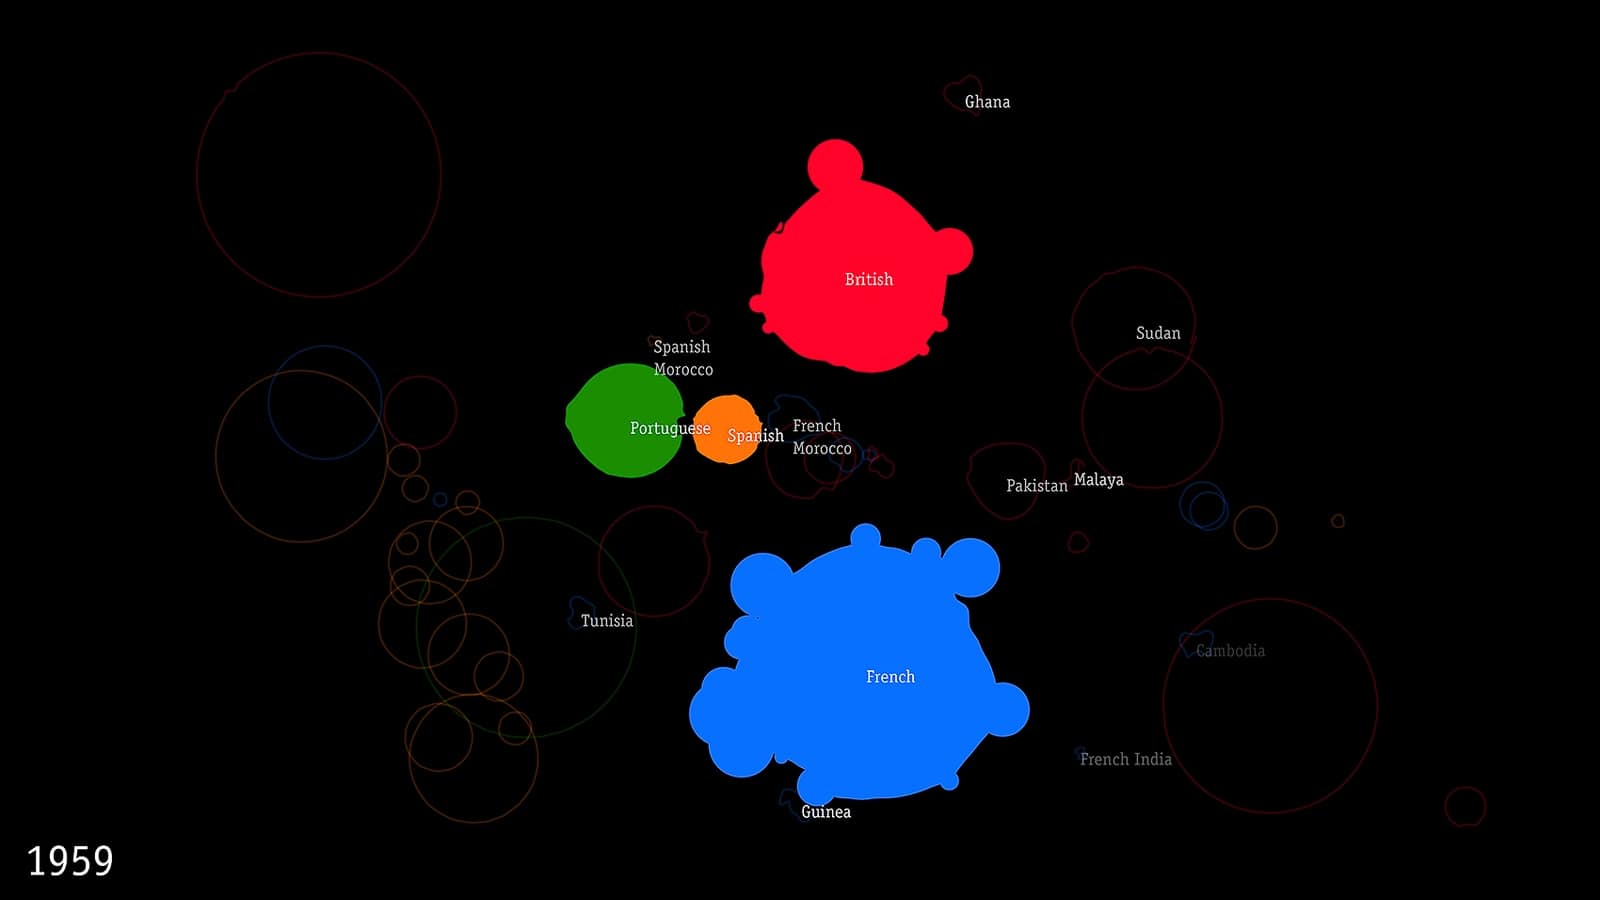 Ghana
British
Sudan
Spanish
Morocco
Portuguese
Spanish
French
Morocco
Pakistan
Malaya
Tunisia
Cambodia
French
French India
Guinea
1959